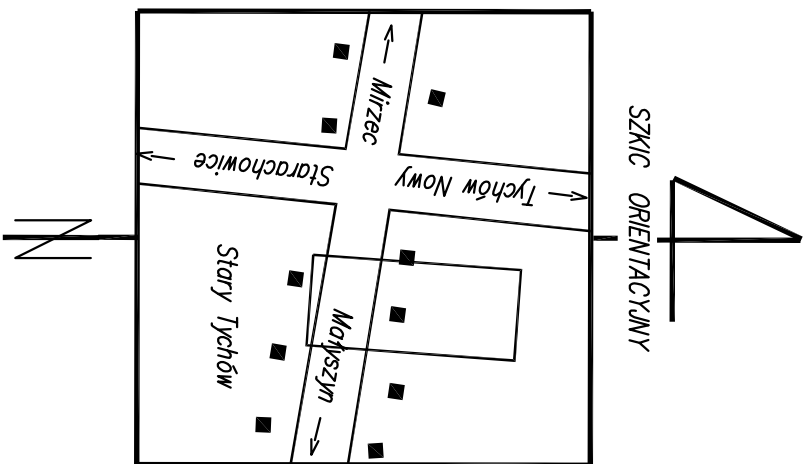 SZKIC ORIENTACYJNY
Mirzec
Starachowice
Tychów Nowy
Stary Tychów
Małyszyn
N